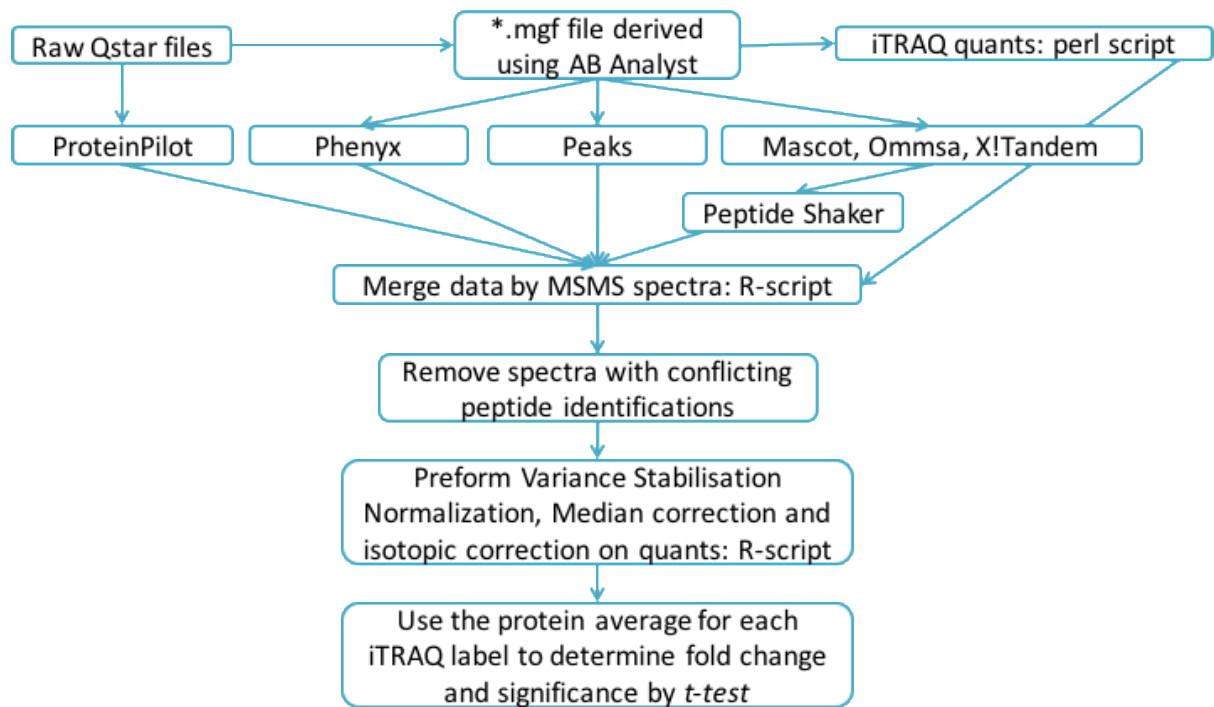 Raw Qstar files
*.mgf file derived
using AB Analyst
iTRAQ quants: perl script
ProteinPilot
Phenyx
Peaks
Mascot, Ommsa, X!Tandem
Peptide Shaker
Merge data by MSMS spectra: R-script
Remove spectra with conflicting
peptide identifications
Preform Variance Stabilisation
Normalization, Median correction and
isotopic correction on quants: R-script
Use the protein average for each
iTRAQ label to determine fold change
and significance by t-test